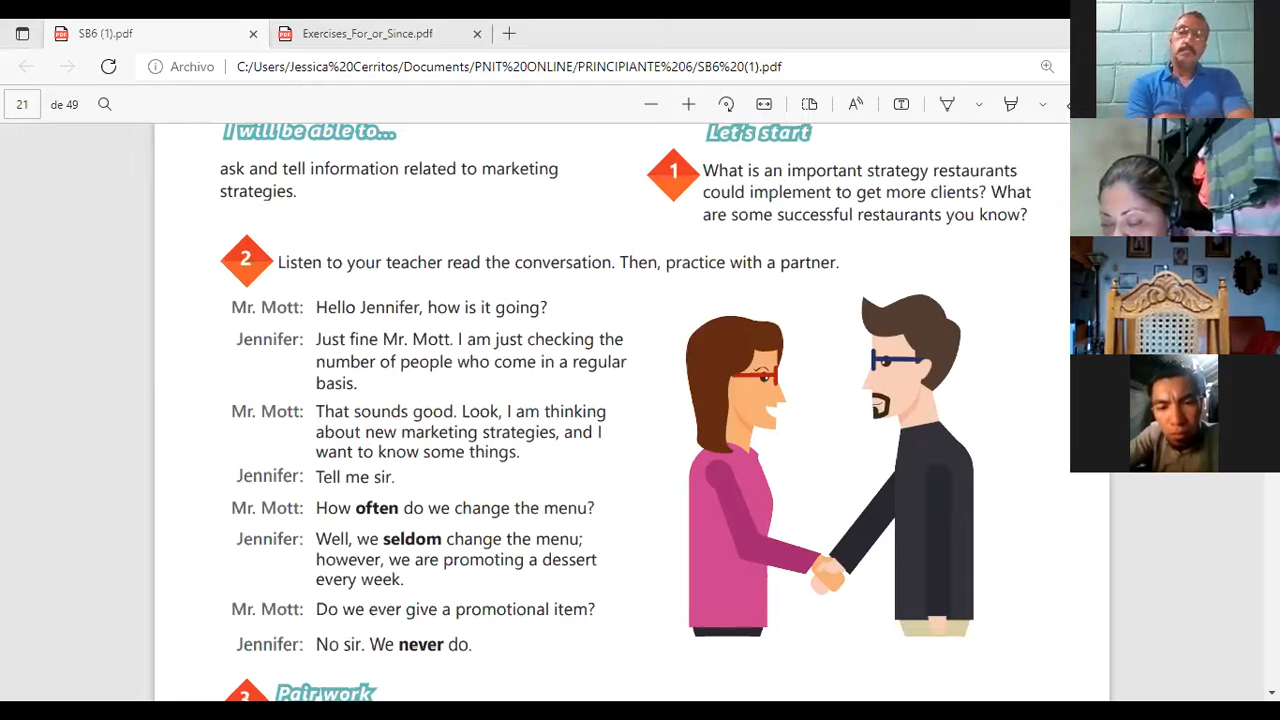 SB6 (1).pdf
Exercises_For_or_Since.pdf
Archivo
C:/Users/Jessica%20Cerritos/Documents/PNIT%20ONLINE/PRINCIPIANTE%206/SB6%20(1).pdf
21
de 49
I will be able to...
ask and tell information related to marketing
strategies.
Let's start
1
What is an important strategy restaurants
could implement to get more clients? What
are some successful restaurants you know?
2
Listen to your teacher read the conversation. Then, practice with a partner.
Mr. Mott: Hello Jennifer, how is it going?
Jennifer: Just fine Mr. Mott. I am just checking the
number of people who come in a regular
basis.
Mr. Mott: That sounds good. Look, I am thinking
about new marketing strategies, and I
want to know some things.
Jennifer: Tell me sir.
Mr. Mott: How often do we change the menu?
Jennifer: Well, we seldom change the menu;
however, we are promoting a dessert
every week.
Mr. Mott: Do we ever give a promotional item?
Jennifer: No sir. We never do.
3
Pair work